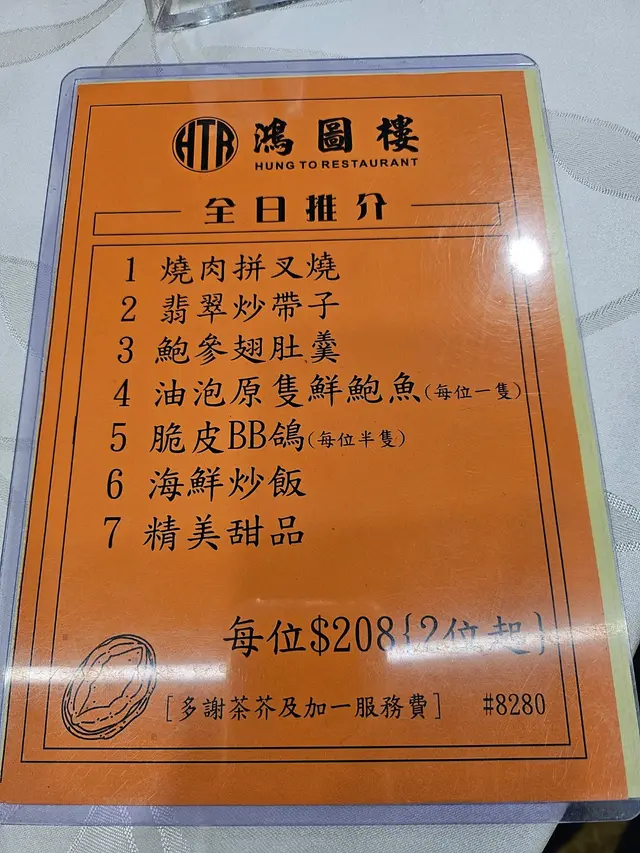 HTR 鴻圖樓
HUNG TO RESTAURANT
全日推介
1 燒肉拼叉燒
2 翡翠炒帶子
3 鮑參翅肚羹
4 油泡原隻鮮鮑魚(每位一隻)
5 脆皮BB鴿(每位半隻)
6 海鮮炒飯
7 精美甜品
每位$208{2位起}
[多謝茶芥及加一服務費] #8280